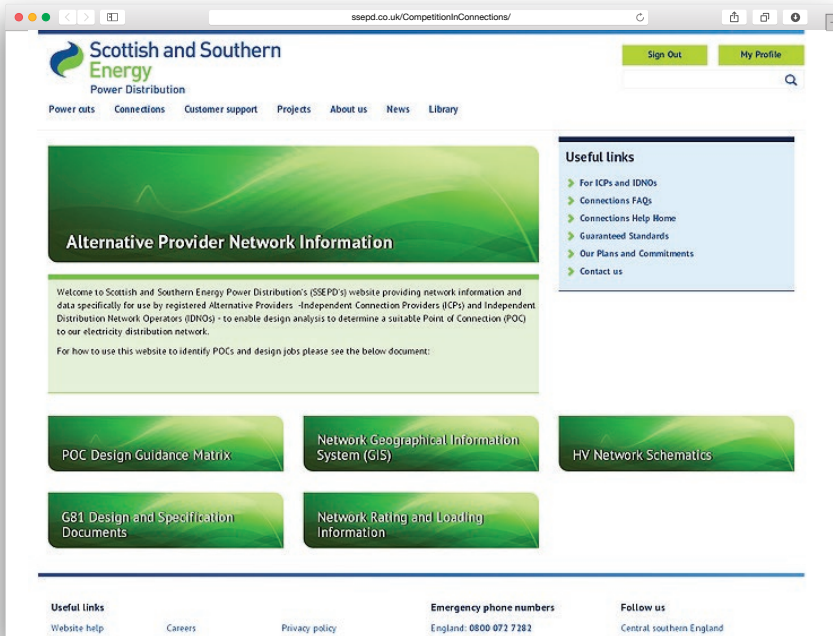 ssepd.co.uk/CompetitionInConnections/
Scottish and Southern
Energy
Power Distribution
Sign Out
My Profile
Power cuts Connections Customer support Projects About us News Library
Alternative Provider Network Information
Welcome to Scottish and Southern Energy Power Distribution's (SSEPD's) website providing network information and
data specifically for use by registered Alternative Providers -Independent Connection Providers (ICPs) and Independent
Distribution Network Operators (IDNOs) - to enable design analysis to determine a suitable Point of Connection (POC)
to our electricity distribution network.
For how to use this website to identify POCs and design jobs please see the below document:
Useful links
For ICPs and IDNOs
Connections FAQs
Connections Help Home
Guaranteed Standards
Our Plans and Commitments
Contact us
POC Design Guidance Matrix
Network Geographical Information
System (GIS)
HV Network Schematics
G81 Design and Specification
Documents
Network Rating and Loading
Information
Useful links
Website help Careers Privacy policy
Emergency phone numbers
England: 0800 072 7282
Follow us
Central southern England